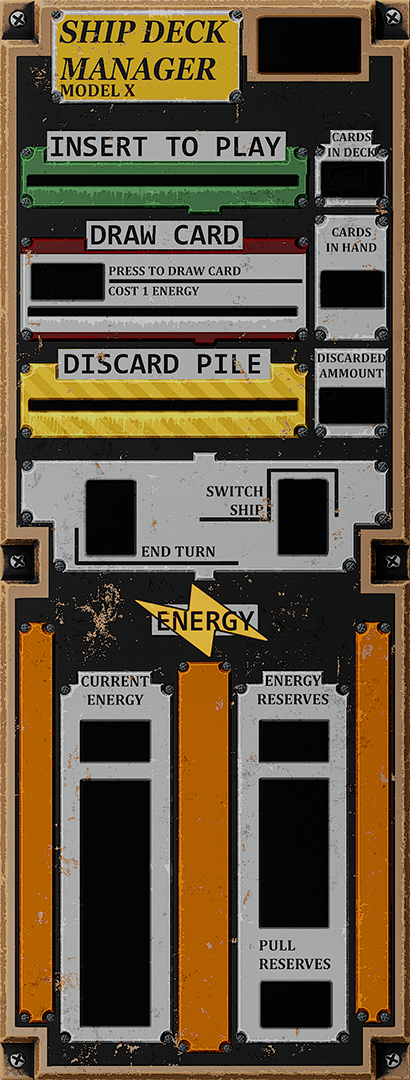 SHIP DECK
MANAGER
MODEL X
INSERT TO PLAY
CARDS
IN DECK
DRAW CARD
PRESS TO DRAW CARD
COST 1 ENERGY
CARDS
IN HAND
DISCARD PILE
DISCARDED
AMMOUNT
SWITCH
SHIP
END TURN
ENERGY
CURRENT
ENERGY
ENERGY
RESERVES
PULL
RESERVES